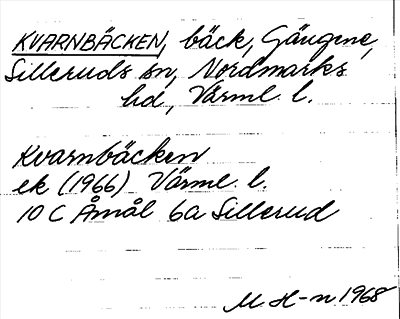 KVARNBÄCKEN, bäck, Gängene,
Silleruds sn, Nordmarks
hd, Värml. l.
Kvarnbäcken
ek (1966) Värml. l.
10 C Åmål 6a Sillerud
M H-n 1968